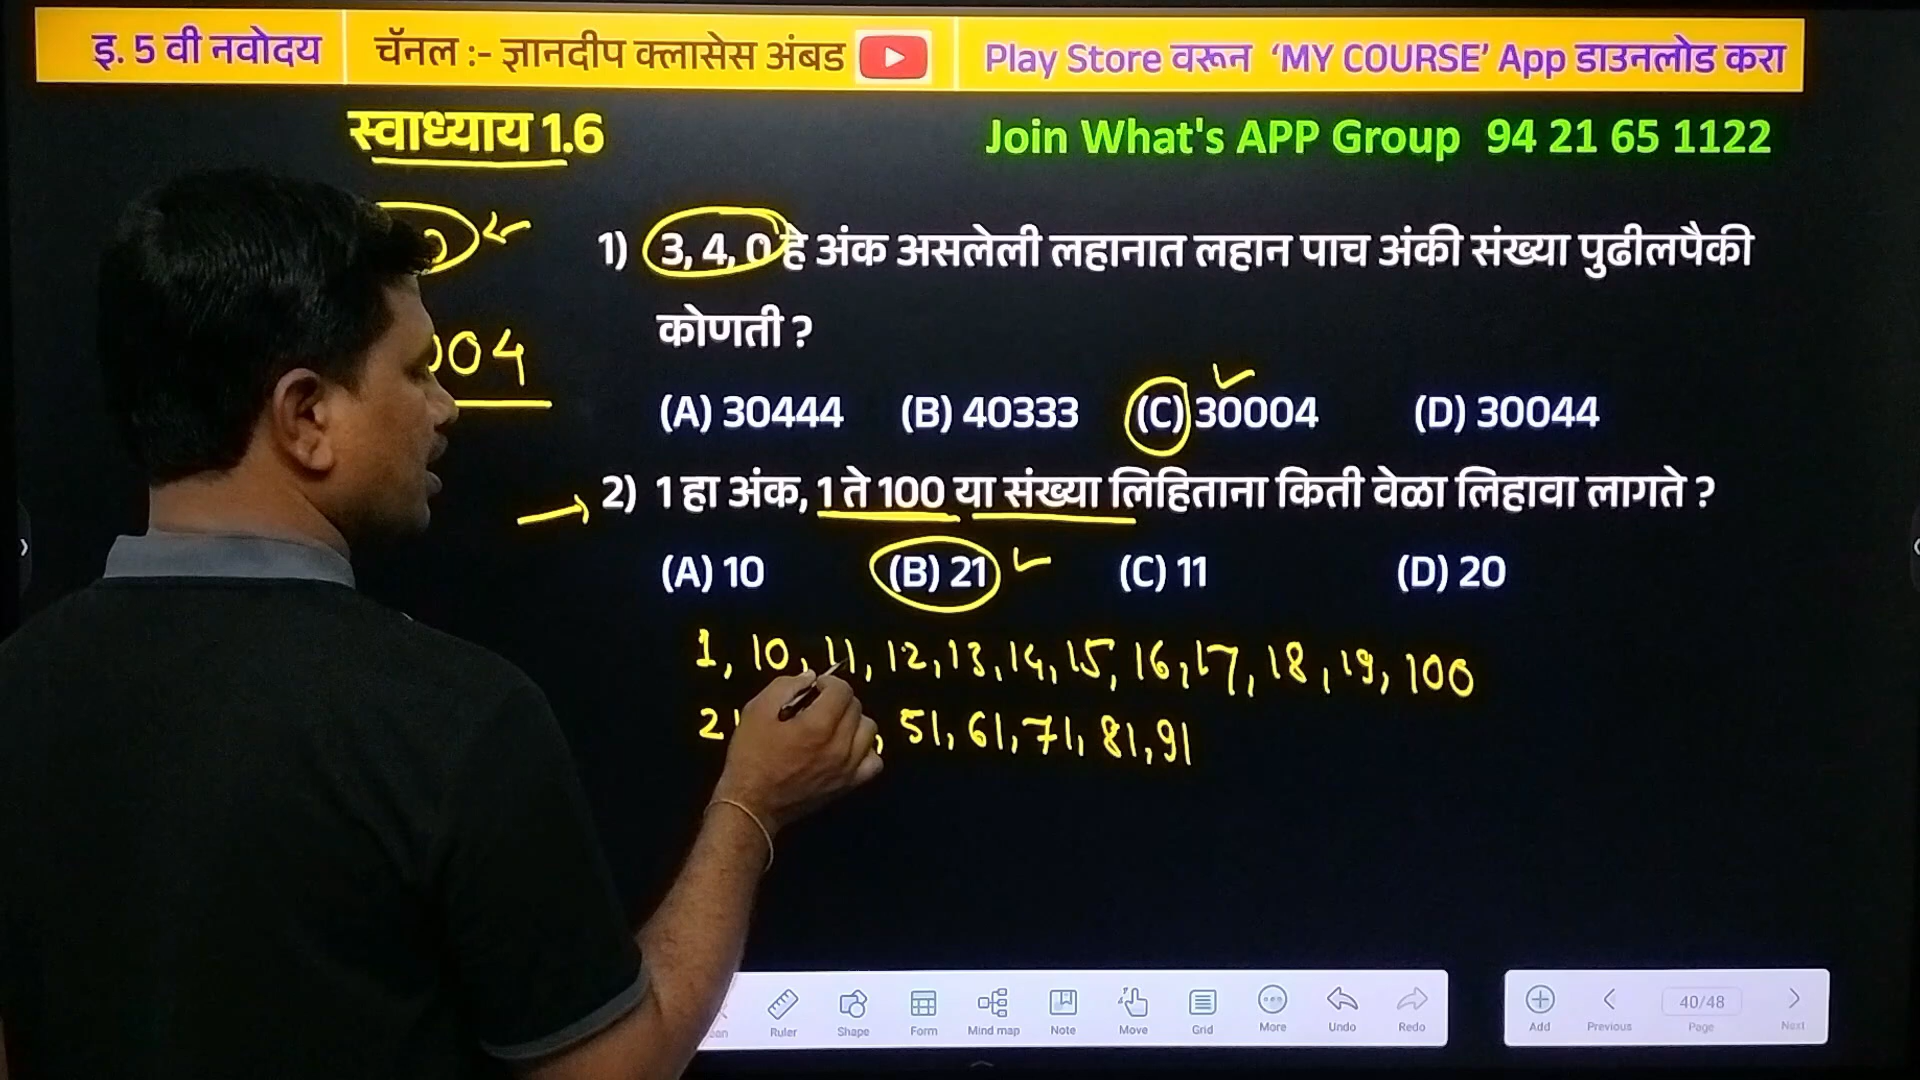 इ. 5 वी नवोदय चॅनल :- ज्ञानदीप क्लासेस अंबड Play Store वरून ‘MY COURSE’ App डाउनलोड करा
स्वाध्याय 1.6 Join What's APP Group 94 21 65 1122
1) 3, 4, 0 हे अंक असलेली लहानात लहान पाच अंकी संख्या पुढीलपैकी
कोणती ?
04
(A) 30444 (B) 40333 (C) 30004 (D) 30044
2) 1 हा अंक, 1 ते 100 या संख्या लिहिताना किती वेळा लिहावा लागते ?
(A) 10 (B) 21 (C) 11 (D) 20
1, 10, 11, 12, 13, 14, 15, 16, 17, 18, 19, 100
51, 61, 71, 81, 91
Ruler Shape Form Mind map Note Move Grid More Undo Redo Add Previous 40/48 Page Next